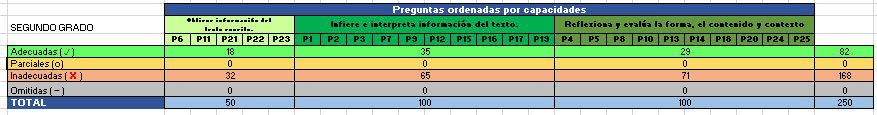 Preguntas ordenadas por capacidades
SEGUNDO GRADO
Obtiene información del texto escrito.
Infiere e interpreta información del texto.
Reflexiona y evalúa la forma, el contenido y contexto
P6 P11 P21 P22 P23 P1 P2 P3 P7 P9 P12 P15 P16 P17 P19 P4 P5 P8 P10 P13 P14 P18 P20 P24 P25
Adecuadas (✓) 18 35 29 82
Parciales (o) 0 0 0 0
Inadecuadas (✗) 32 65 71 168
Omitidas (–) 0 0 0 0
TOTAL 50 100 100 250